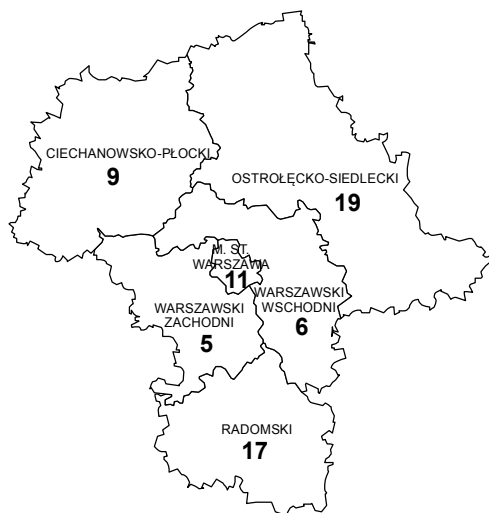 CIECHANOWSKO-PŁOCKI
9
OSTROŁĘCKO-SIEDLECKI
19
M. ST.
WARSZAWA
11
WARSZAWSKI
ZACHODNI
5
WARSZAWSKI
WSCHODNI
6
RADOMSKI
17